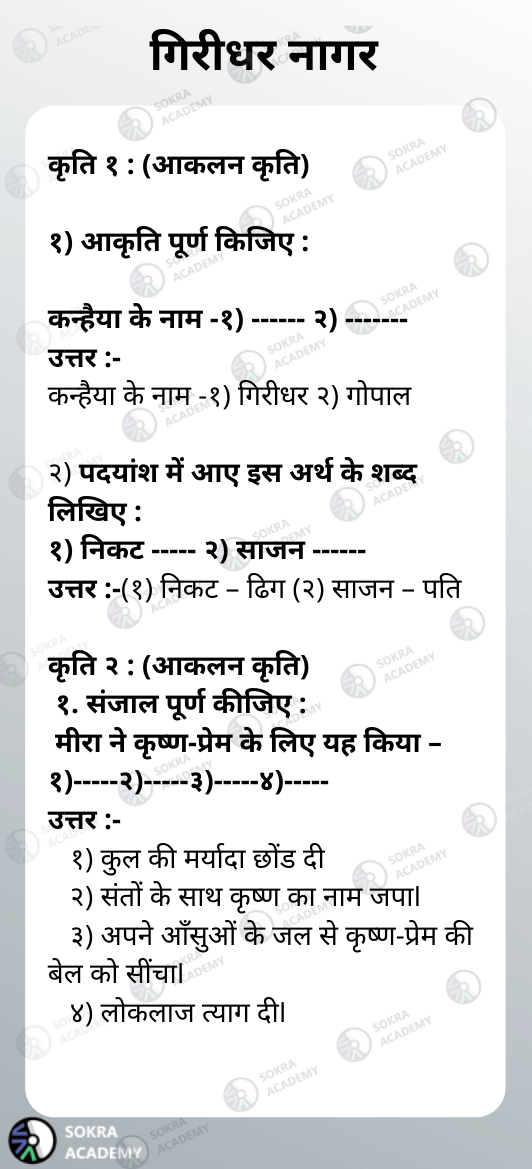 गिरीधर नागर
कृति १ : (आकलन कृति)
१) आकृति पूर्ण किजिए :
कन्हैया के नाम -१) ------ २) -------
उत्तर :-
कन्हैया के नाम -१) गिरीधर २) गोपाल
२) पदयांश में आए इस अर्थ के शब्द
लिखिए :
१) निकट ----- २) साजन ------
उत्तर :-(१) निकट – ढिग (२) साजन – पति
कृति २ : (आकलन कृति)
१. संजाल पूर्ण कीजिए :
मीरा ने कृष्ण-प्रेम के लिए यह किया –
१)-----२)-----३)-----४)-----
उत्तर :-
१) कुल की मर्यादा छोंड दी
२) संतों के साथ कृष्ण का नाम जपा|
३) अपने आँसुओं के जल से कृष्ण-प्रेम की
बेल को सींचा|
४) लोकलाज त्याग दी|
SOKRA
ACADEMY